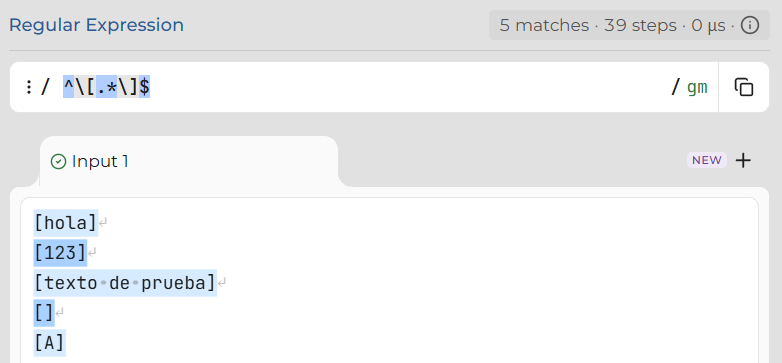 Regular Expression
5 matches · 39 steps · 0 µs ·
/ ^\[.*\]$ / gm
Input 1
NEW
[hola]
[123]
[texto de prueba]
[]
[A]